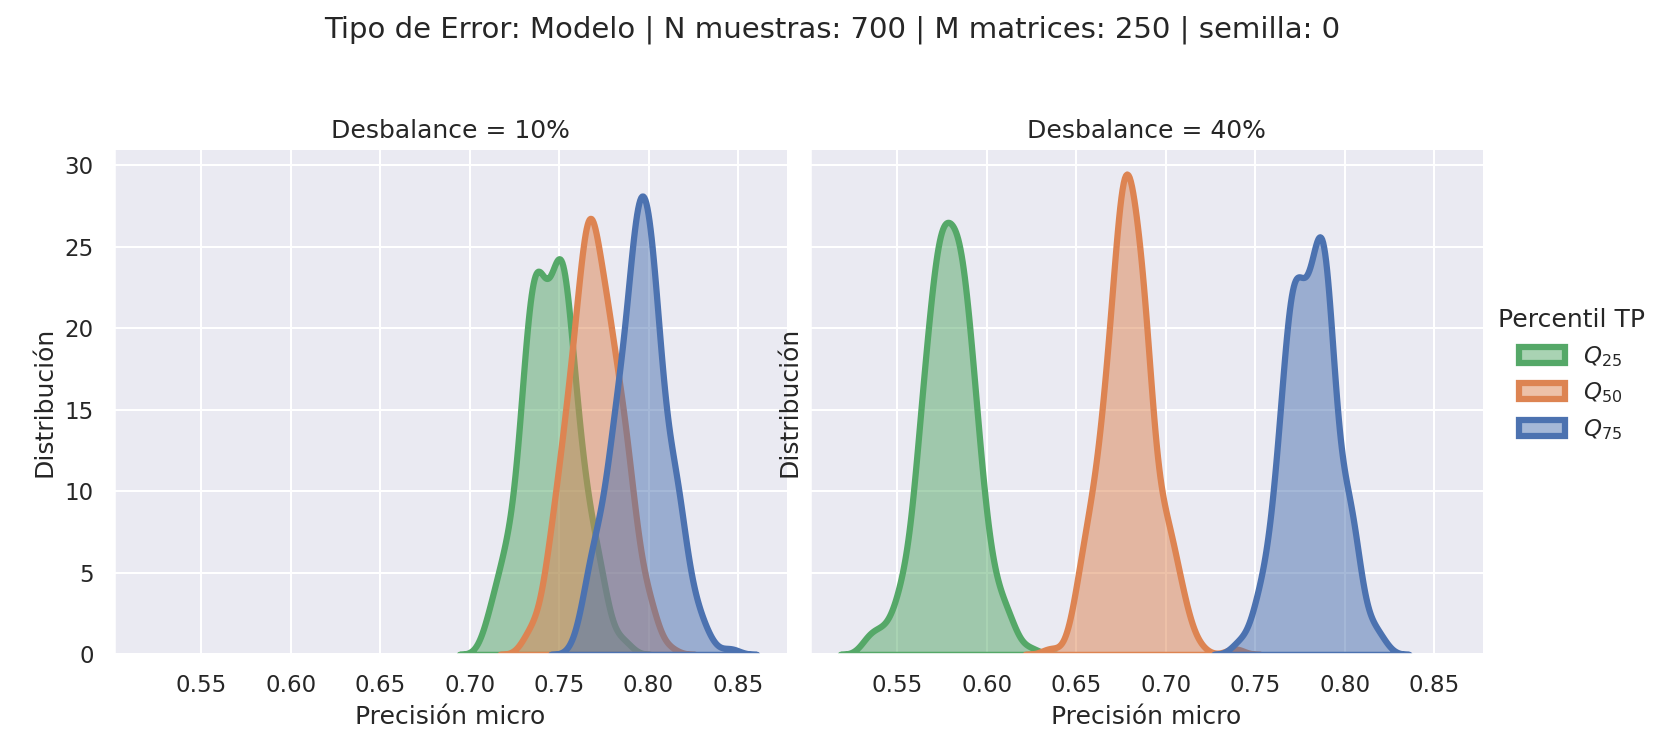 Tipo de Error: Modelo | N muestras: 700 | M matrices: 250 | semilla: 0
Desbalance = 10%
Desbalance = 40%
30
25
20
15
10
5
0
Distribución
Distribución
0.55 0.60 0.65 0.70 0.75 0.80 0.85
0.55 0.60 0.65 0.70 0.75 0.80 0.85
Precisión micro
Precisión micro
Percentil TP
Q25
Q50
Q75